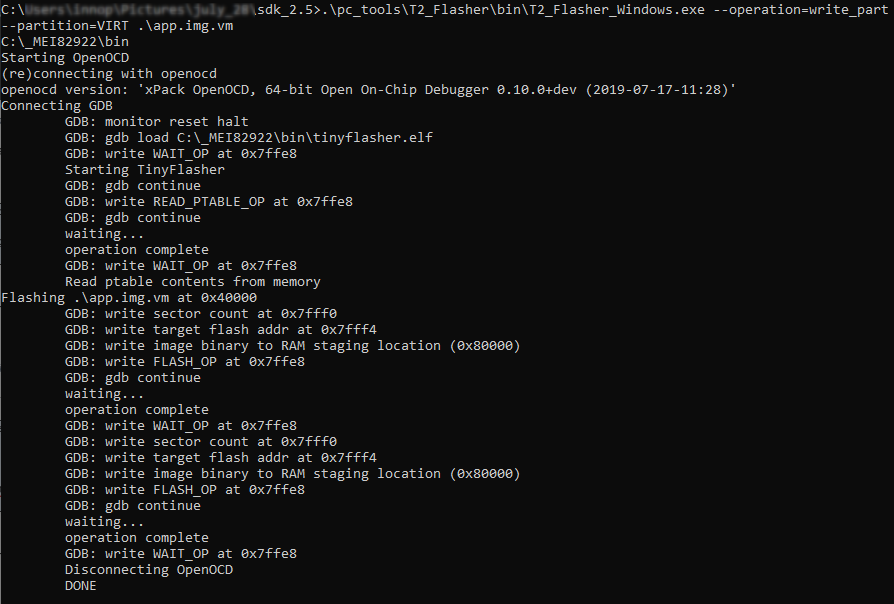 C:\Users\innop\Pictures\july_28\sdk_2.5>.\pc_tools\T2_Flasher\bin\T2_Flasher_Windows.exe --operation=write_part
--partition=VIRT .\app.img.vm
C:\_MEI82922\bin
Starting OpenOCD
(re)connecting with openocd
openocd version: 'xPack OpenOCD, 64-bit Open On-Chip Debugger 0.10.0+dev (2019-07-17-11:28)'
Connecting GDB
GDB: monitor reset halt
GDB: gdb load C:\_MEI82922\bin\tinyflasher.elf
GDB: write WAIT_OP at 0x7ffe8
Starting TinyFlasher
GDB: gdb continue
GDB: write READ_PTABLE_OP at 0x7ffe8
GDB: gdb continue
waiting...
operation complete
GDB: write WAIT_OP at 0x7ffe8
Read ptable contents from memory
Flashing .\app.img.vm at 0x40000
GDB: write sector count at 0x7fff0
GDB: write target flash addr at 0x7fff4
GDB: write image binary to RAM staging location (0x80000)
GDB: write FLASH_OP at 0x7ffe8
GDB: gdb continue
waiting...
operation complete
GDB: write WAIT_OP at 0x7ffe8
GDB: write sector count at 0x7fff0
GDB: write target flash addr at 0x7fff4
GDB: write image binary to RAM staging location (0x80000)
GDB: write FLASH_OP at 0x7ffe8
GDB: gdb continue
waiting...
operation complete
GDB: write WAIT_OP at 0x7ffe8
Disconnecting OpenOCD
DONE